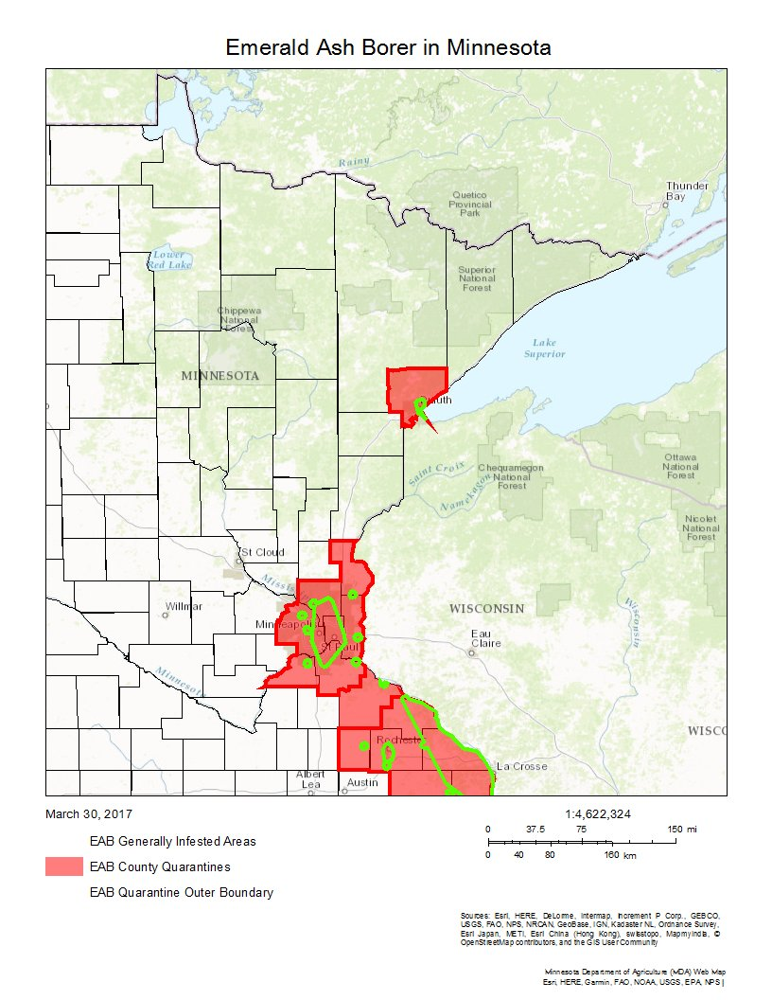 Emerald Ash Borer in Minnesota
Rainy
Thunder
Bay
Quetico
Provincial
Park
Lower
Red Lake
Superior
National
Forest
Chippewa
National
Forest
Lake
Superior
MINNESOTA
Duluth
Saint Croix
Chequamegon
National
Forest
Namekagon
Ottawa
National
Forest
Nicolet
National
Forest
St Cloud
Willmar
WISCONSIN
Wisconsin
Minneapolis
St Paul
Eau
Claire
Minnesota
WISCO
Rochester
La Crosse
Albert
Lea
Austin
March 30, 2017
1:4,622,324
0 37.5 75 150 mi
0 40 80 160 km
EAB Generally Infested Areas
EAB County Quarantines
EAB Quarantine Outer Boundary
Sources: Esri, HERE, DeLorme, Intermap, increment P Corp., GEBCO,
USGS, FAO, NPS, NRCAN, GeoBase, IGN, Kadaster NL, Ordnance Survey,
Esri Japan, METI, Esri China (Hong Kong), swisstopo, MapmyIndia, ©
OpenStreetMap contributors, and the GIS User Community
Minnesota Department of Agriculture (MDA) Web Map
Esri, HERE, Garmin, FAO, NOAA, USGS, EPA, NPS |